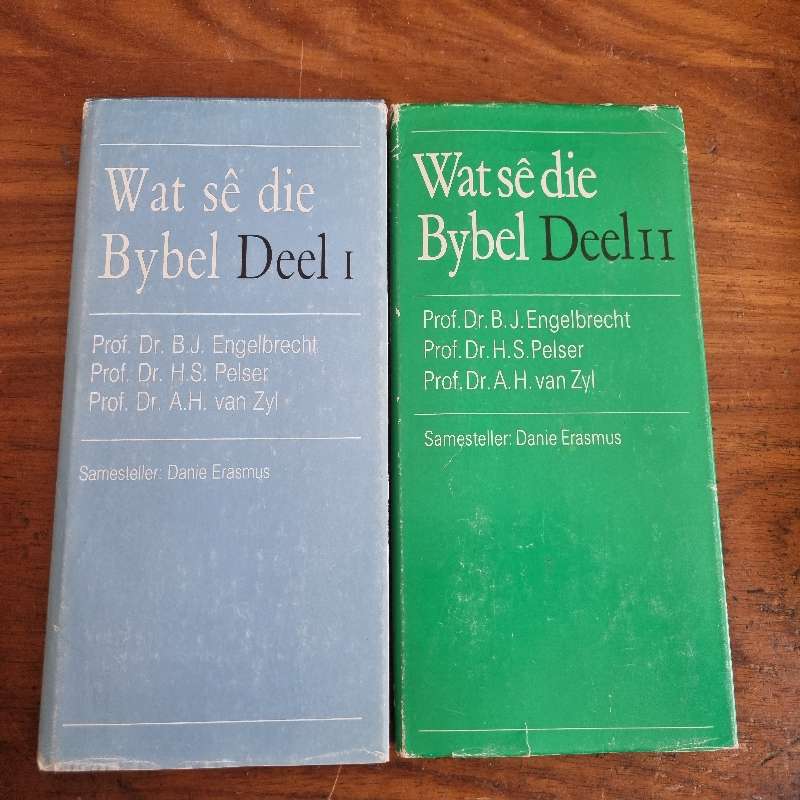 Wat sê die
Bybel Deel I
Prof. Dr. B.J. Engelbrecht
Prof. Dr. H.S. Pelser
Prof. Dr. A.H. van Zyl
Samesteller: Danie Erasmus
Wat sê die
Bybel Deel II
Prof. Dr. B.J. Engelbrecht
Prof. Dr. H.S. Pelser
Prof. Dr. A.H. van Zyl
Samesteller: Danie Erasmus